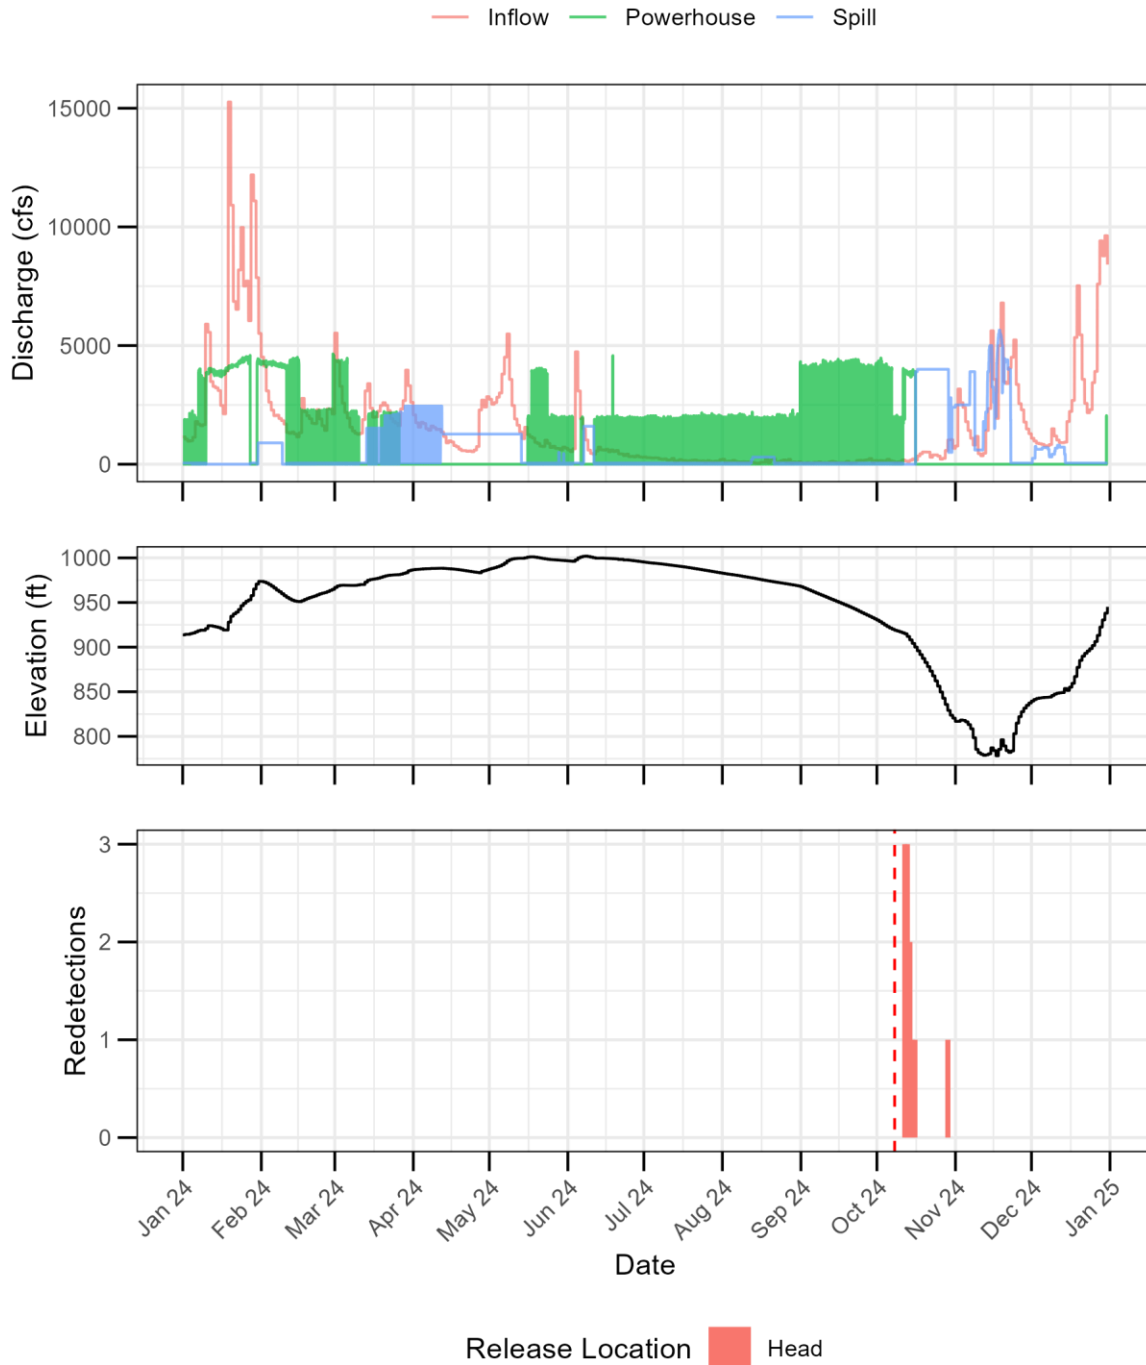 Inflow Powerhouse Spill
Discharge (cfs)
15000
10000
5000
0
Elevation (ft)
1000
950
900
850
800
Redetections
3
2
1
0
Jan 24 Feb 24 Mar 24 Apr 24 May 24 Jun 24 Jul 24 Aug 24 Sep 24 Oct 24 Nov 24 Dec 24 Jan 25
Date
Release Location Head